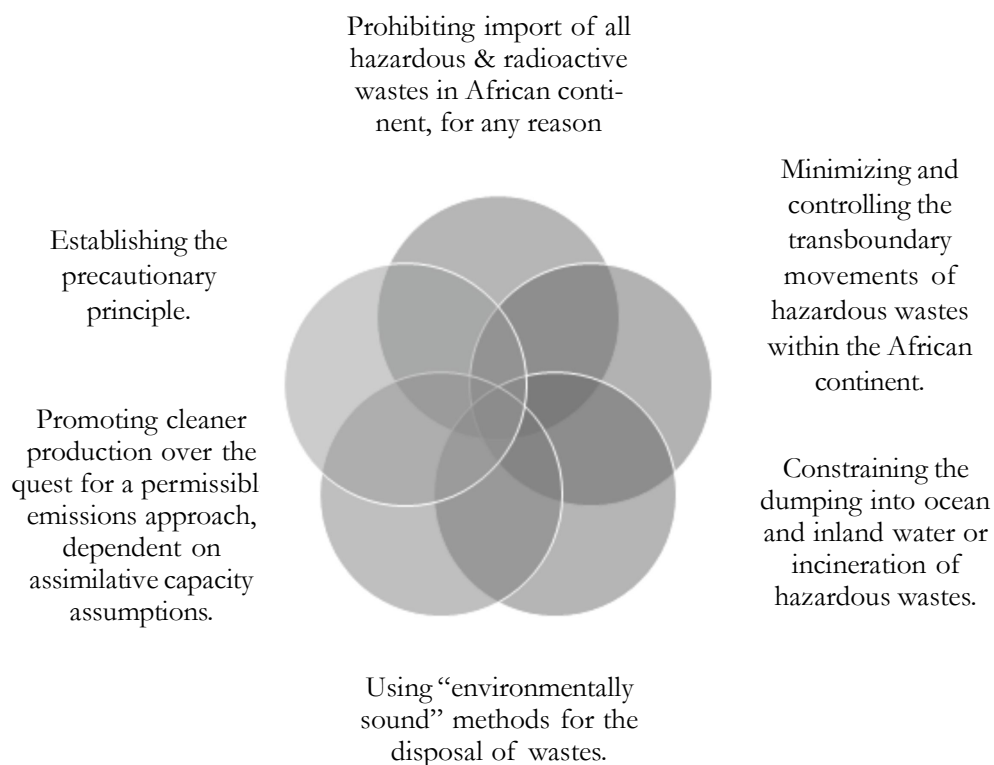 Prohibiting import of all
hazardous & radioactive
wastes in African conti-
nent, for any reason
Minimizing and
controlling the
transboundary
movements of
hazardous wastes
within the African
continent.
Establishing the
precautionary
principle.
Promoting cleaner
production over the
quest for a permissibl
emissions approach,
dependent on
assimilative capacity
assumptions.
Constraining the
dumping into ocean
and inland water or
incineration of
hazardous wastes.
Using “environmentally
sound” methods for the
disposal of wastes.